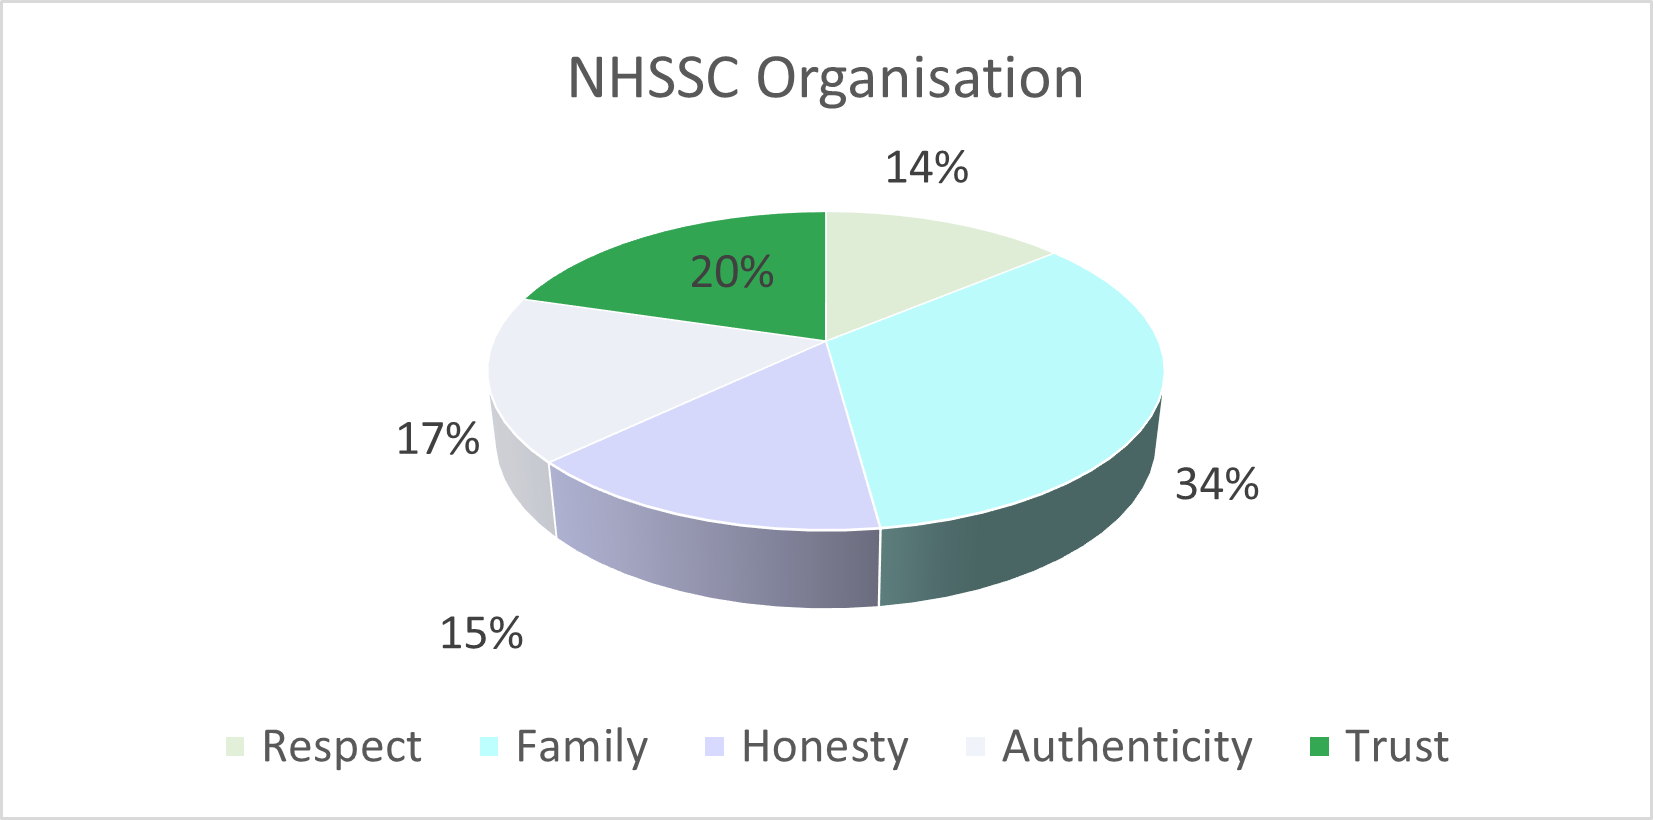 NHSSC Organisation
14%
20%
17%
34%
15%
Respect Family Honesty Authenticity Trust